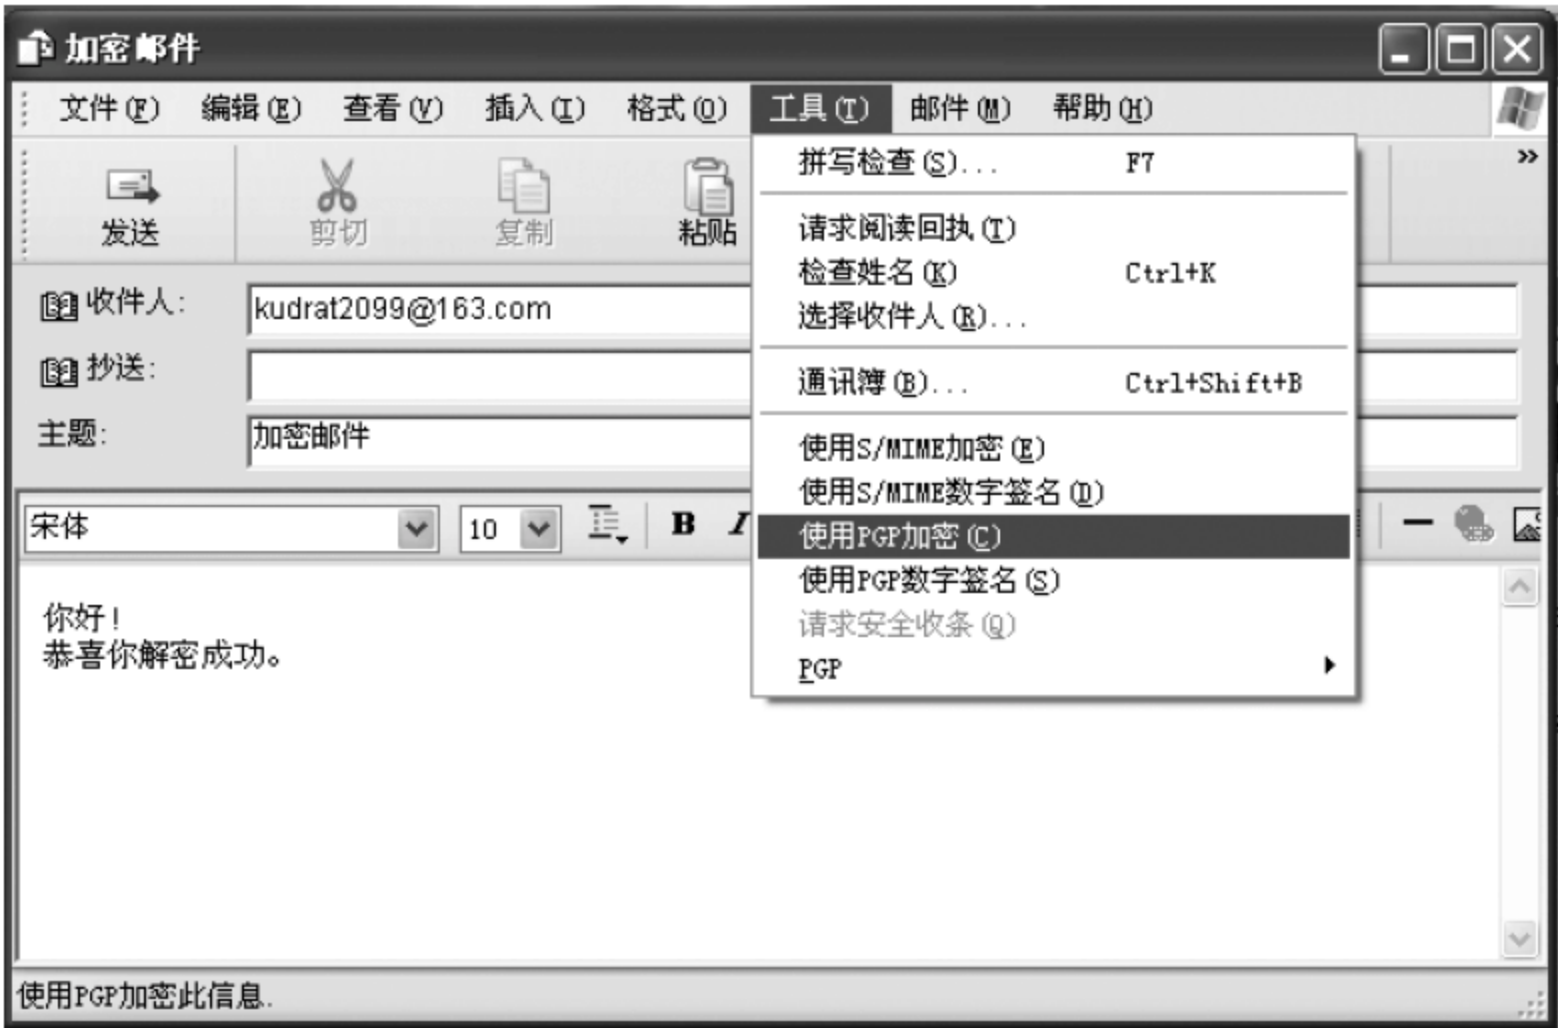 加密邮件
文件(F) 编辑(E) 查看(V) 插入(I) 格式(O) 工具(T) 邮件(M) 帮助(H)
发送 剪切 复制 粘贴 »
拼写检查(S)... F7
请求阅读回执(T)
检查姓名(K) Ctrl+K
选择收件人(R)...
通讯簿(B)... Ctrl+Shift+B
使用S/MIME加密(E)
使用S/MIME数字签名(D)
使用PGP加密(C)
使用PGP数字签名(S)
请求安全收条(Q)
PGP
收件人: kudrat2099@163.com
抄送:
主题: 加密邮件
宋体 10 B I
你好!
恭喜你解密成功。
使用PGP加密此信息.